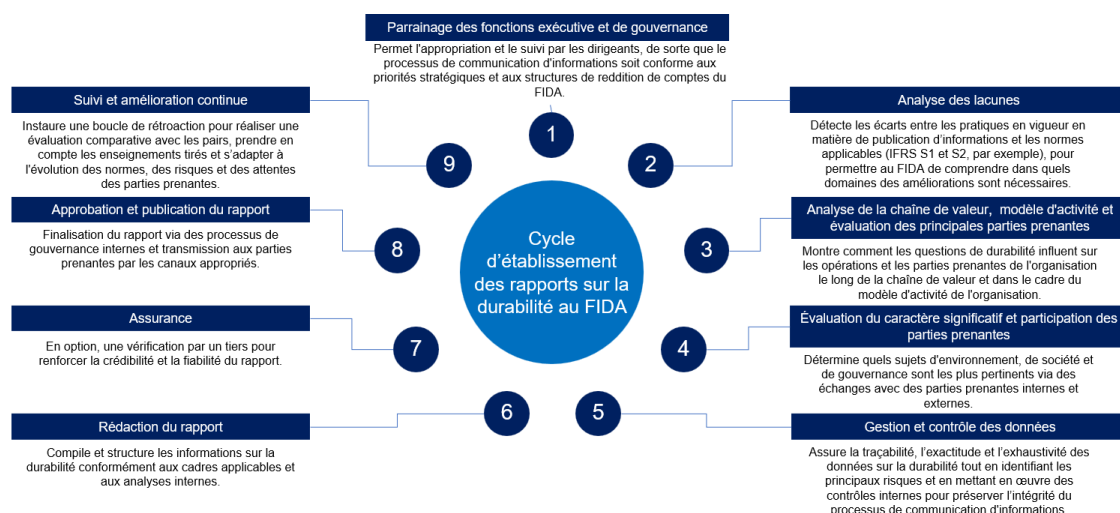 Parrainage des fonctions exécutive et de gouvernance
Permet l'appropriation et le suivi par les dirigeants, de sorte que le
processus de communication d'informations soit conforme aux
priorités stratégiques et aux structures de reddition de comptes du
FIDA.
1
Analyse des lacunes
Détecte les écarts entre les pratiques en vigueur en
matière de publication d'informations et les normes
applicables (IFRS S1 et S2, par exemple), pour
permettre au FIDA de comprendre dans quels
domaines des améliorations sont nécessaires.
2
Analyse de la chaîne de valeur, modèle d'activité et
évaluation des principales parties prenantes
Montre comment les questions de durabilité influent sur
les opérations et les parties prenantes de l'organisation
le long de la chaîne de valeur et dans le cadre du
modèle d'activité de l'organisation.
3
Évaluation du caractère significatif et participation des
parties prenantes
Détermine quels sujets d'environnement, de société et
de gouvernance sont les plus pertinents via des
échanges avec des parties prenantes internes et
externes.
4
Gestion et contrôle des données
Assure la traçabilité, l'exactitude et l'exhaustivité des
données sur la durabilité tout en identifiant les
principaux risques et en mettant en œuvre des
contrôles internes pour préserver l'intégrité du
processus de communication d'informations
5
Rédaction du rapport
Compile et structure les informations sur la
durabilité conformément aux cadres applicables et
aux analyses internes.
6
Assurance
En option, une vérification par un tiers pour
renforcer la crédibilité et la fiabilité du rapport.
7
Approbation et publication du rapport
Finalisation du rapport via des processus de
gouvernance internes et transmission aux parties
prenantes par les canaux appropriés.
8
Suivi et amélioration continue
Instaure une boucle de rétroaction pour réaliser une
évaluation comparative avec les pairs, prendre en
compte les enseignements tirés et s'adapter à
l'évolution des normes, des risques et des attentes
des parties prenantes.
9
Cycle
d'établissement
des rapports sur la
durabilité au FIDA